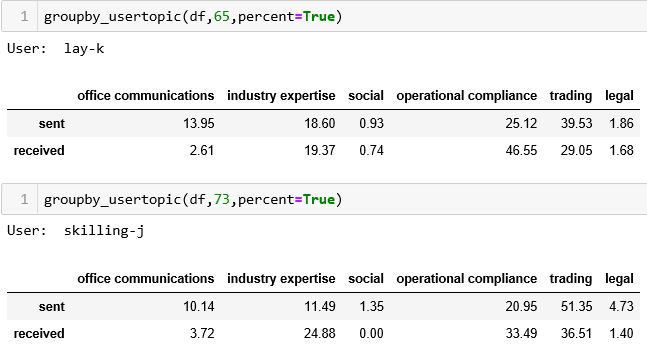 1 groupby_usertopic(df,65,percent=True)
User: lay-k
office communications industry expertise social operational compliance trading legal
sent 13.95 18.60 0.93 25.12 39.53 1.86
received 2.61 19.37 0.74 46.55 29.05 1.68
1 groupby_usertopic(df,73,percent=True)
User: skilling-j
office communications industry expertise social operational compliance trading legal
sent 10.14 11.49 1.35 20.95 51.35 4.73
received 3.72 24.88 0.00 33.49 36.51 1.40